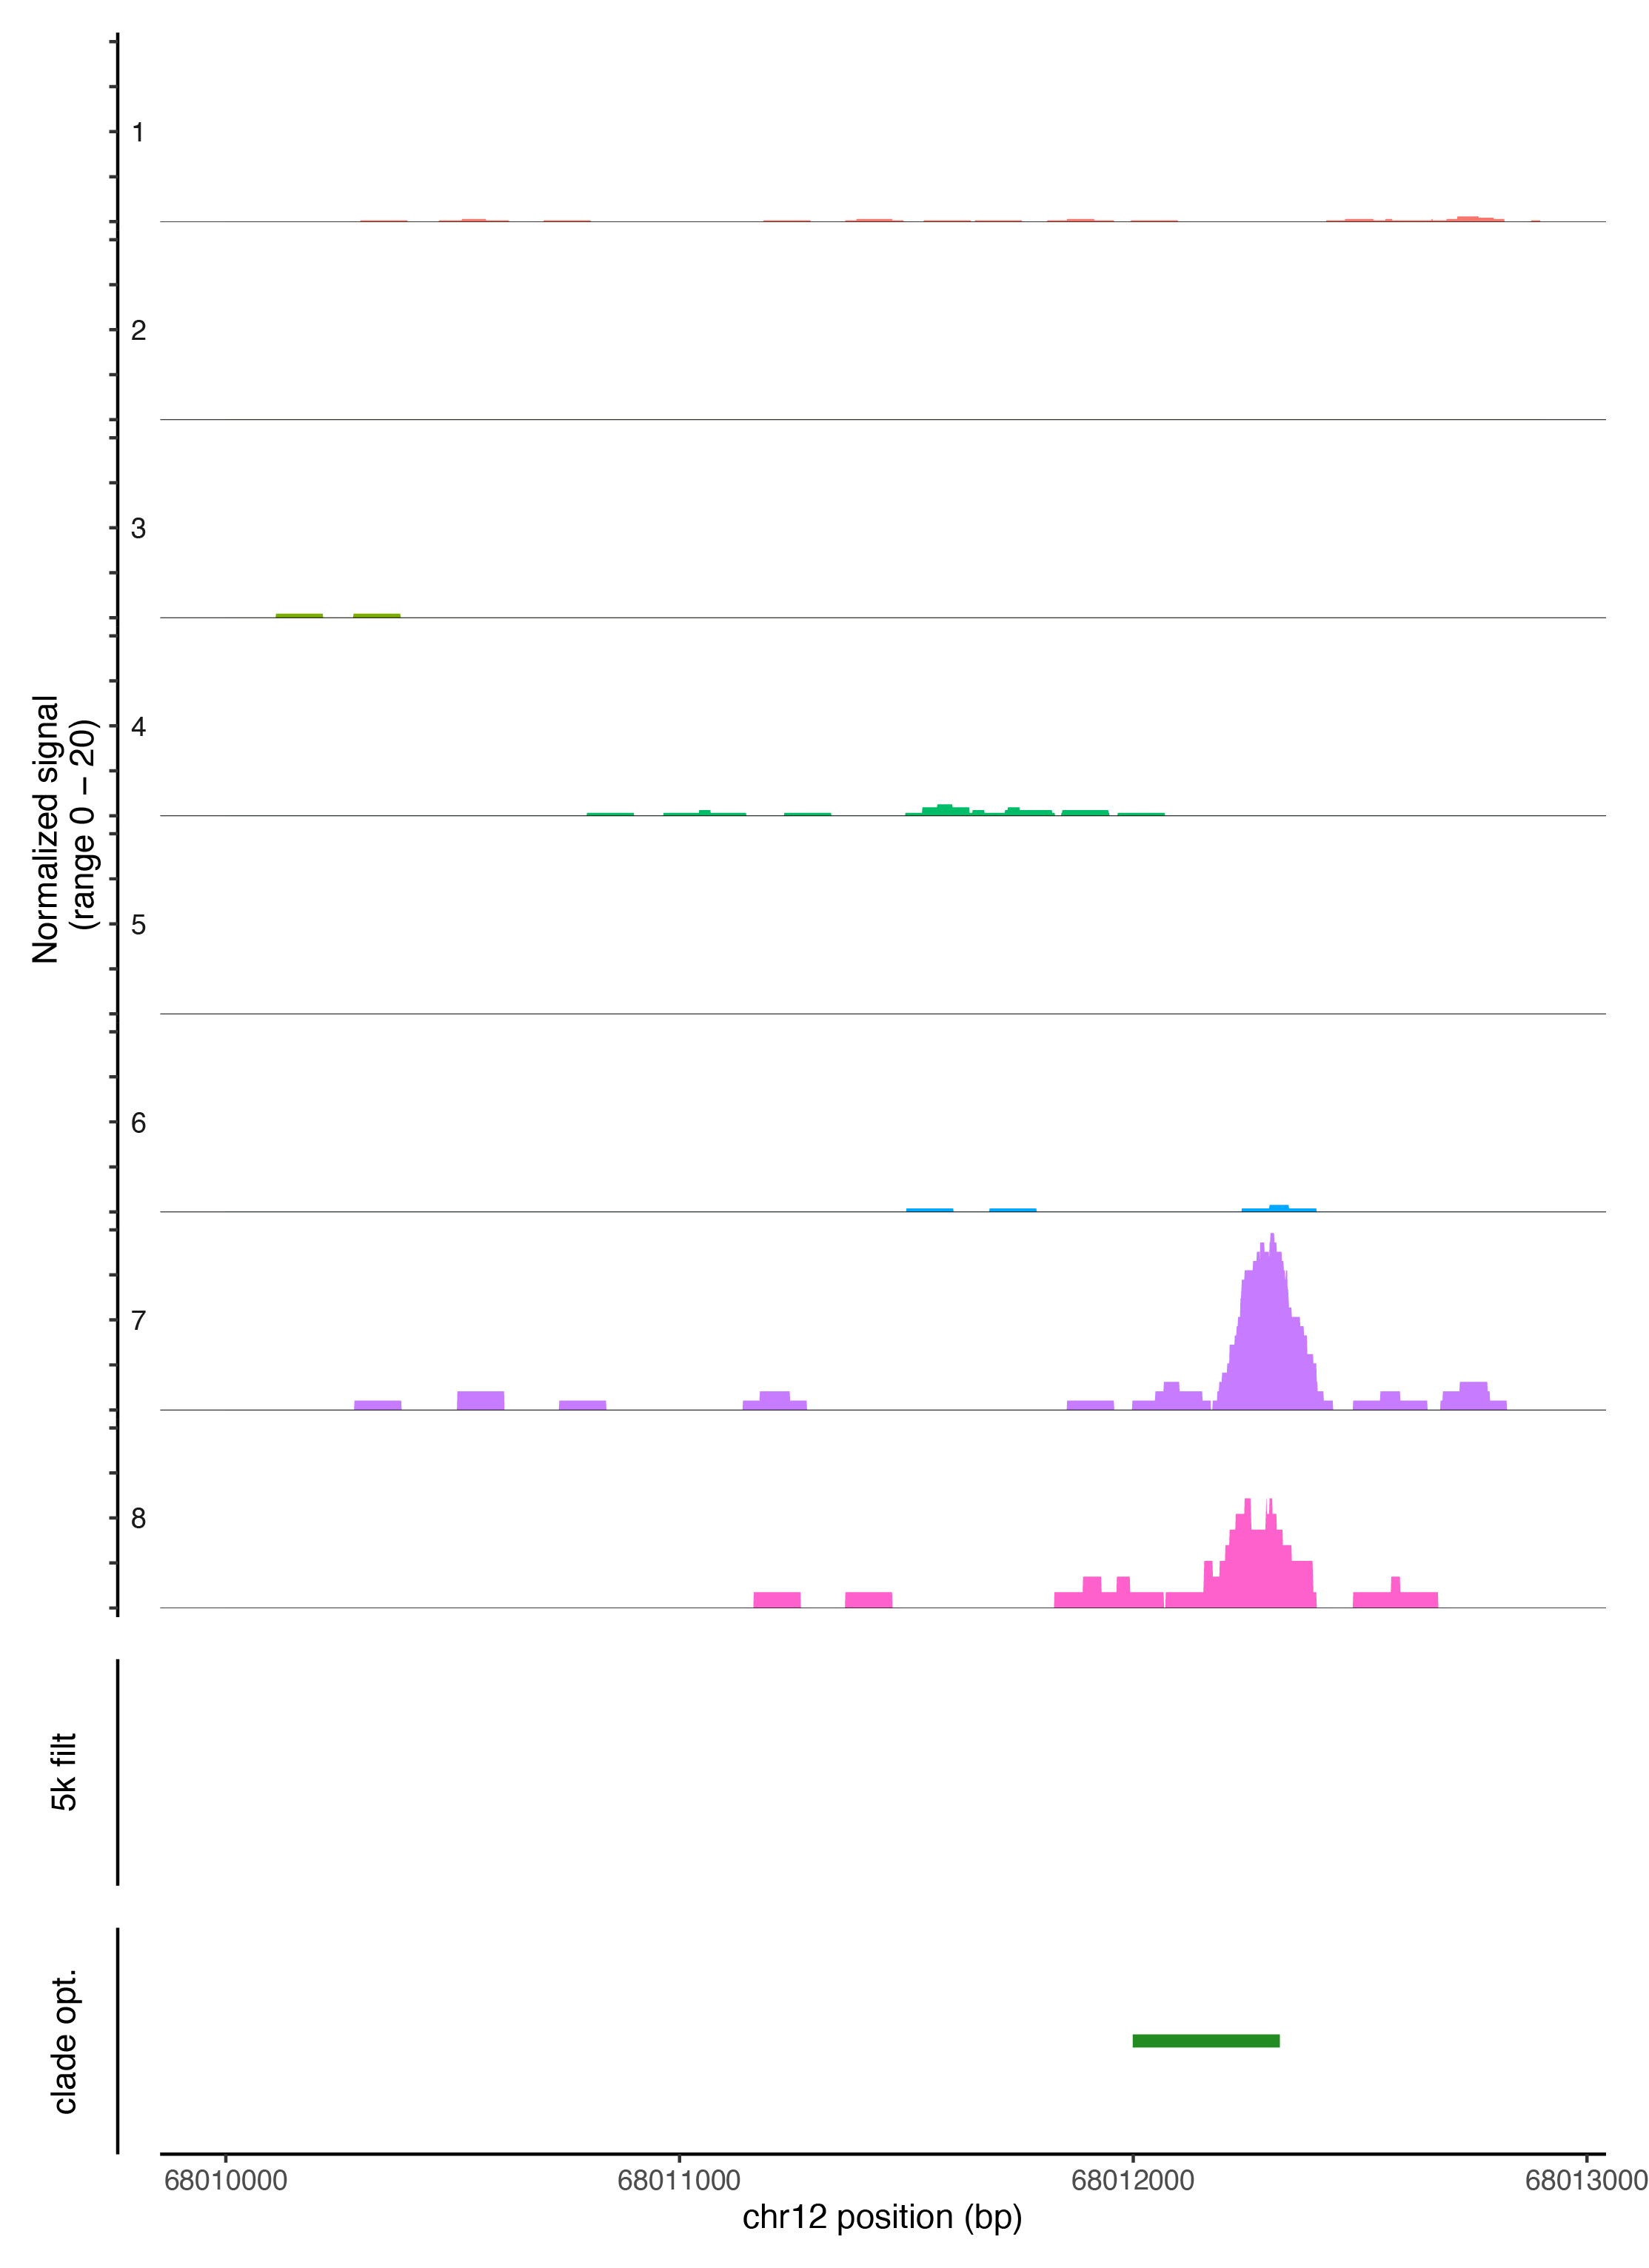 1
2
3
4
5
6
7
8
Normalized signal
(range 0 – 20)
5k filt
clade opt.
68010000
68011000
68012000
68013000
chr12 position (bp)